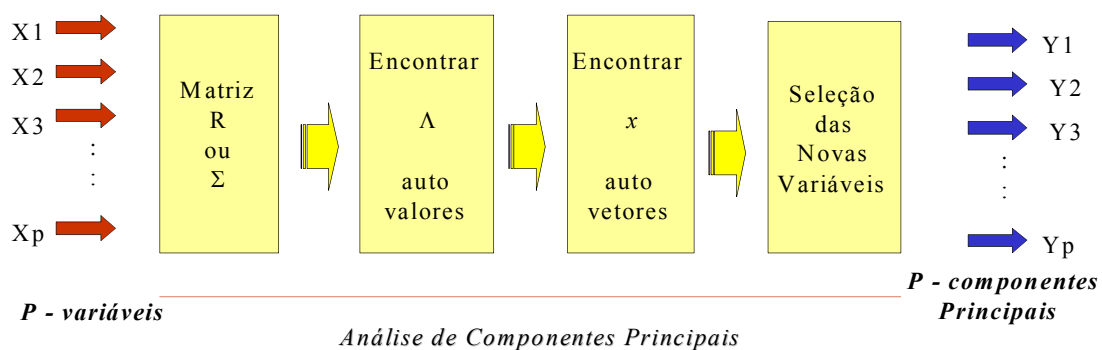 X1
X2
X3
:
:
Xp
P - variáveis
Matriz
R
ou
Σ
Encontrar
Λ
auto
valores
Encontrar
x
auto
vetores
Seleção
das
Novas
Variáveis
Y1
Y2
Y3
:
:
Yp
P - componentes
Principais
Análise de Componentes Principais